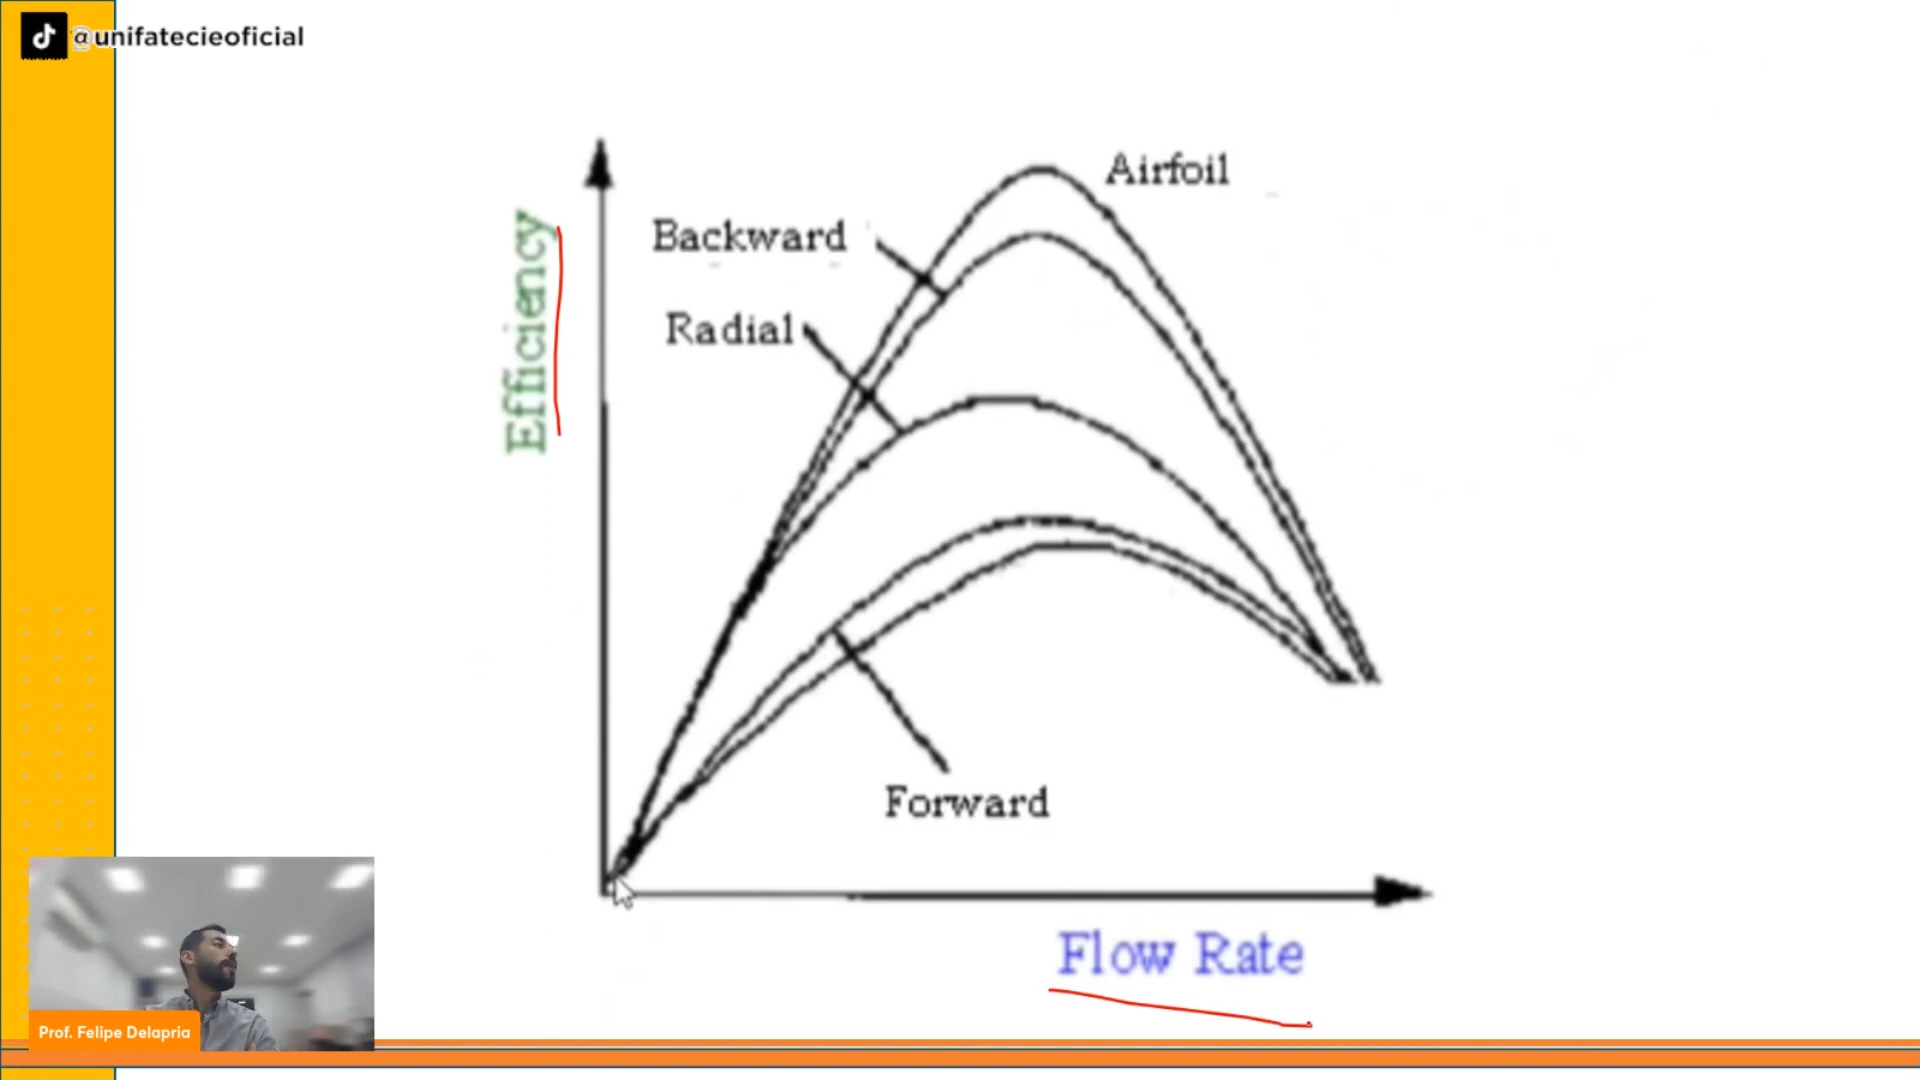 @unifatecieoficial
Airfoil
Backward
Radial
Efficiency
Forward
Flow Rate
Prof. Felipe Delapria